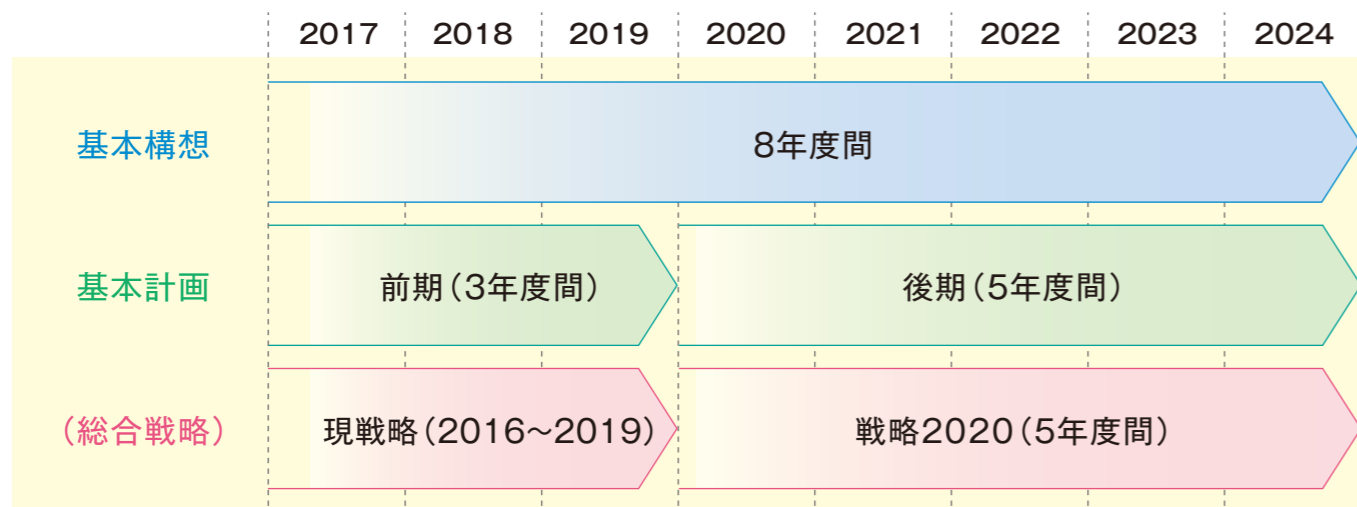 2017 2018 2019 2020 2021 2022 2023 2024
基本構想 8年度間
基本計画 前期(3年度間) 後期(5年度間)
(総合戦略) 現戦略(2016〜2019) 戦略2020(5年度間)